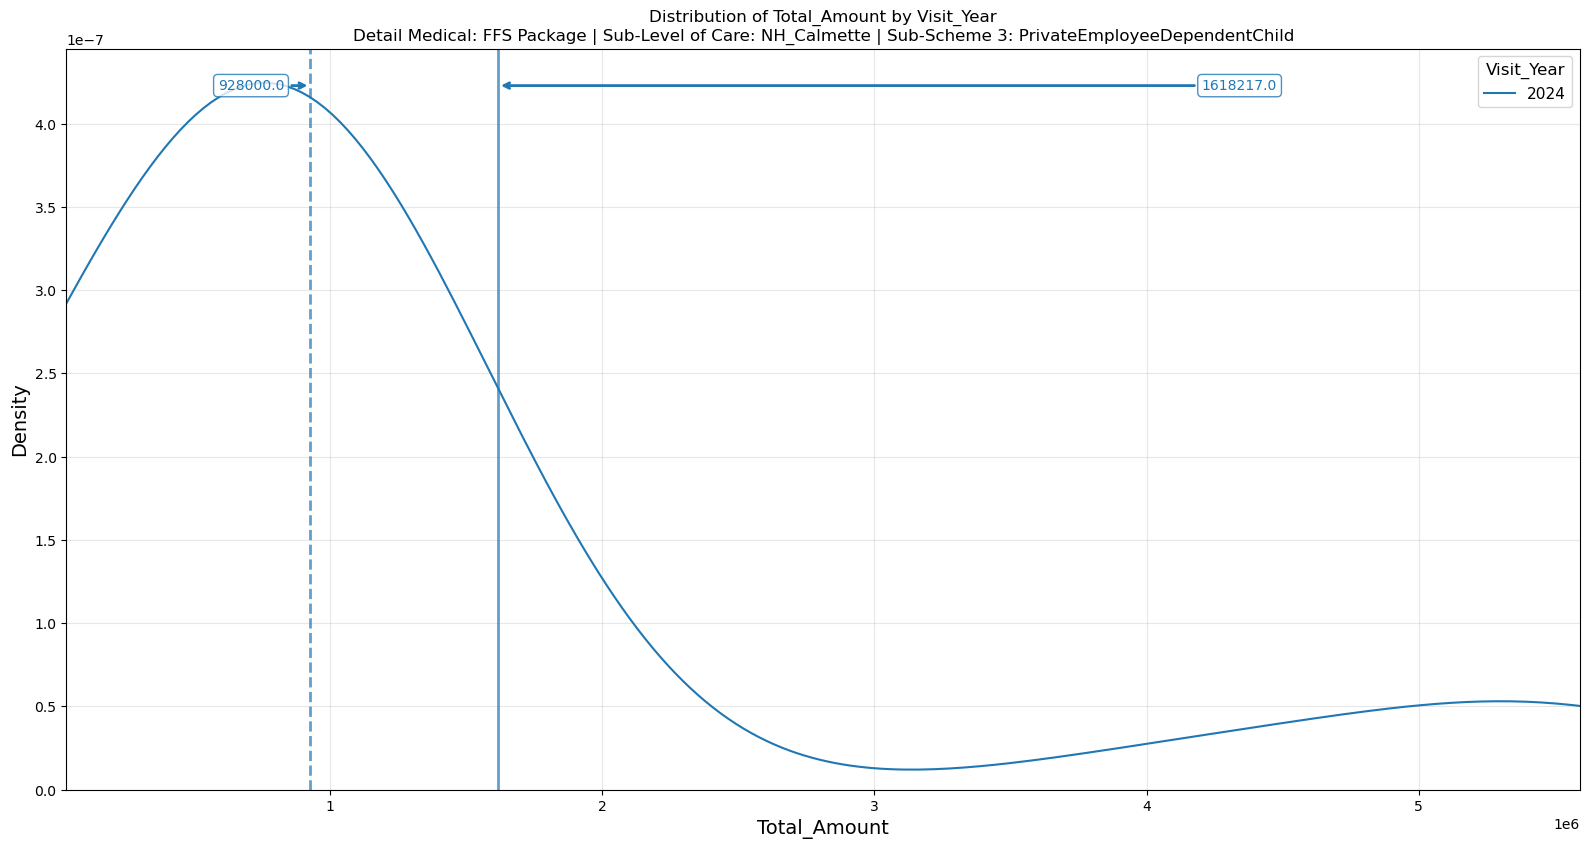 Distribution of Total_Amount by Visit_Year
Detail Medical: FFS Package | Sub-Level of Care: NH_Calmette | Sub-Scheme 3: PrivateEmployeeDependentChild
1e−7
928000.0
1618217.0
Visit_Year
2024
4.0
3.5
3.0
2.5
2.0
1.5
1.0
0.5
0.0
Density
1 2 3 4 5
1e6
Total_Amount